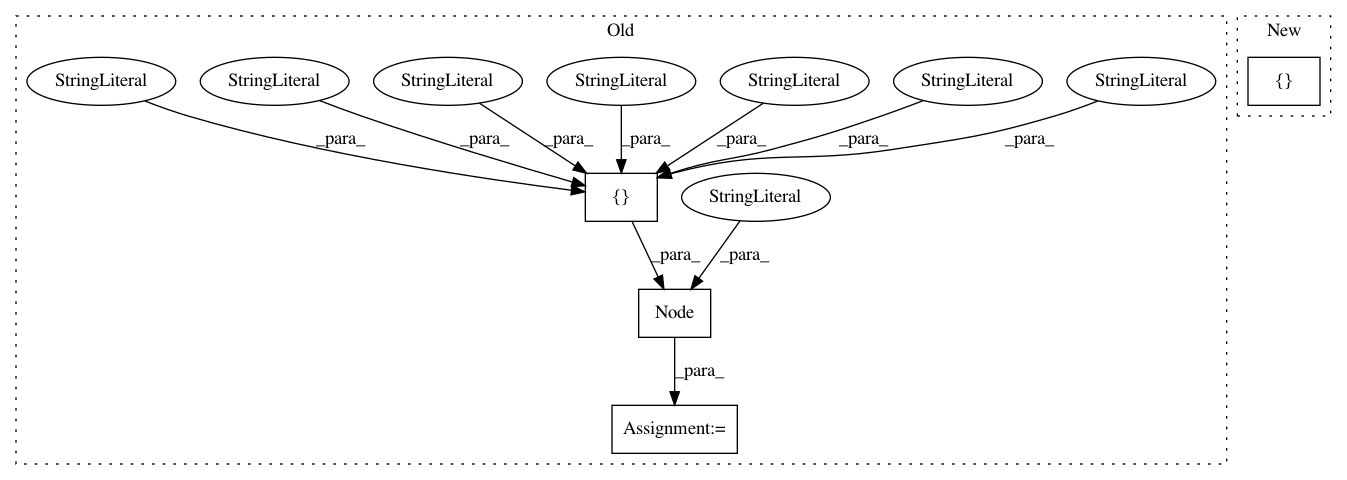 Old
New
StringLiteral StringLiteral StringLiteral StringLiteral StringLiteral StringLiteral StringLiteral
{}
_para_ _para_ _para_ _para_ _para_ _para_ _para_
{}
StringLiteral
_para_ _para_
Node
_para_
Assignment:=